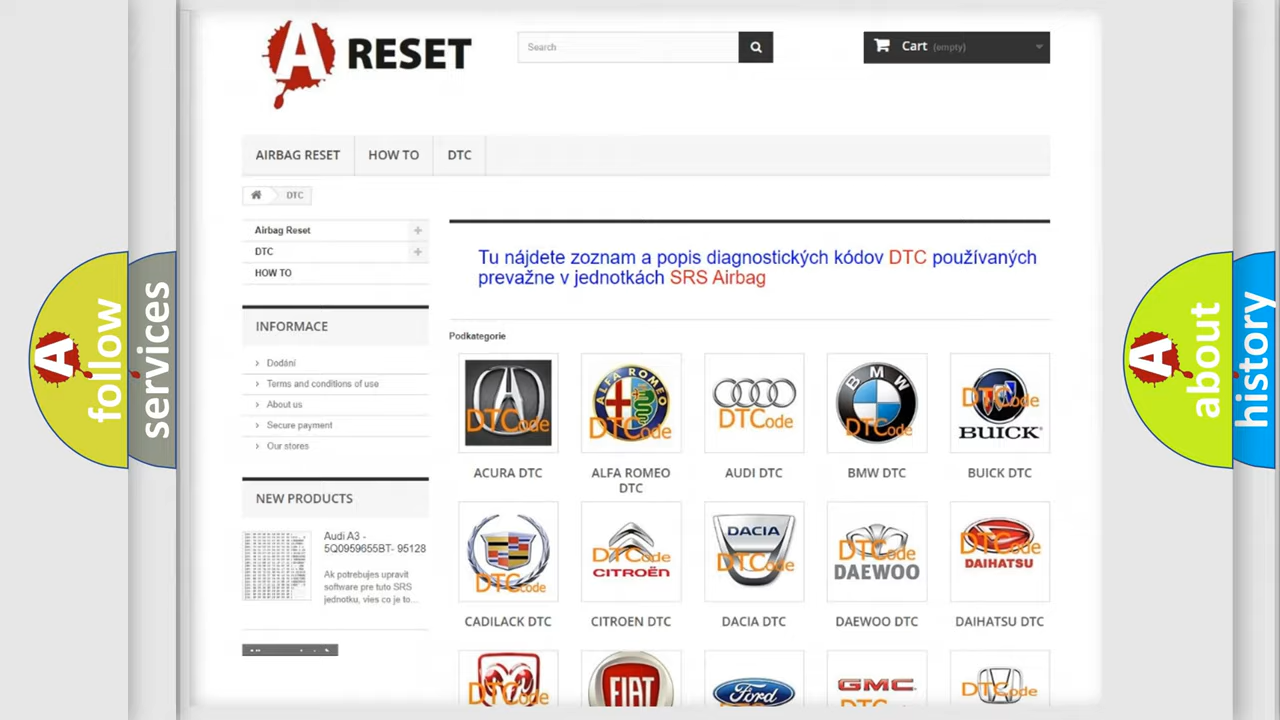 A RESET
Search
Cart (empty)
AIRBAG RESET
HOW TO
DTC
DTC
Airbag Reset
DTC
HOW TO
INFORMACE
Dodání
Terms and conditions of use
About us
Secure payment
Our stores
NEW PRODUCTS
Audi A3 -
5Q0959655BT- 95128
Ak potrebujes upravit
software pre tuto SRS
jednotku, vies co je to...
Tu nájdete zoznam a popis diagnostických kódov DTC používaných
prevažne v jednotkách SRS Airbag
Podkategorie
DTCode
ALFA ROMEO
DTCode
DTCode
BMW
DTCode
DTCode
BUICK
ACURA DTC
ALFA ROMEO
DTC
AUDI DTC
BMW DTC
BUICK DTC
DTCode
DTCode
CITROËN
DACIA
DTCode
DTCode
DAEWOO
DTCode
DAIHATSU
CADILACK DTC
CITROEN DTC
DACIA DTC
DAEWOO DTC
DAIHATSU DTC
DTCode
FIAT
Ford
GMC
DTCode
A follow
services
A about
history